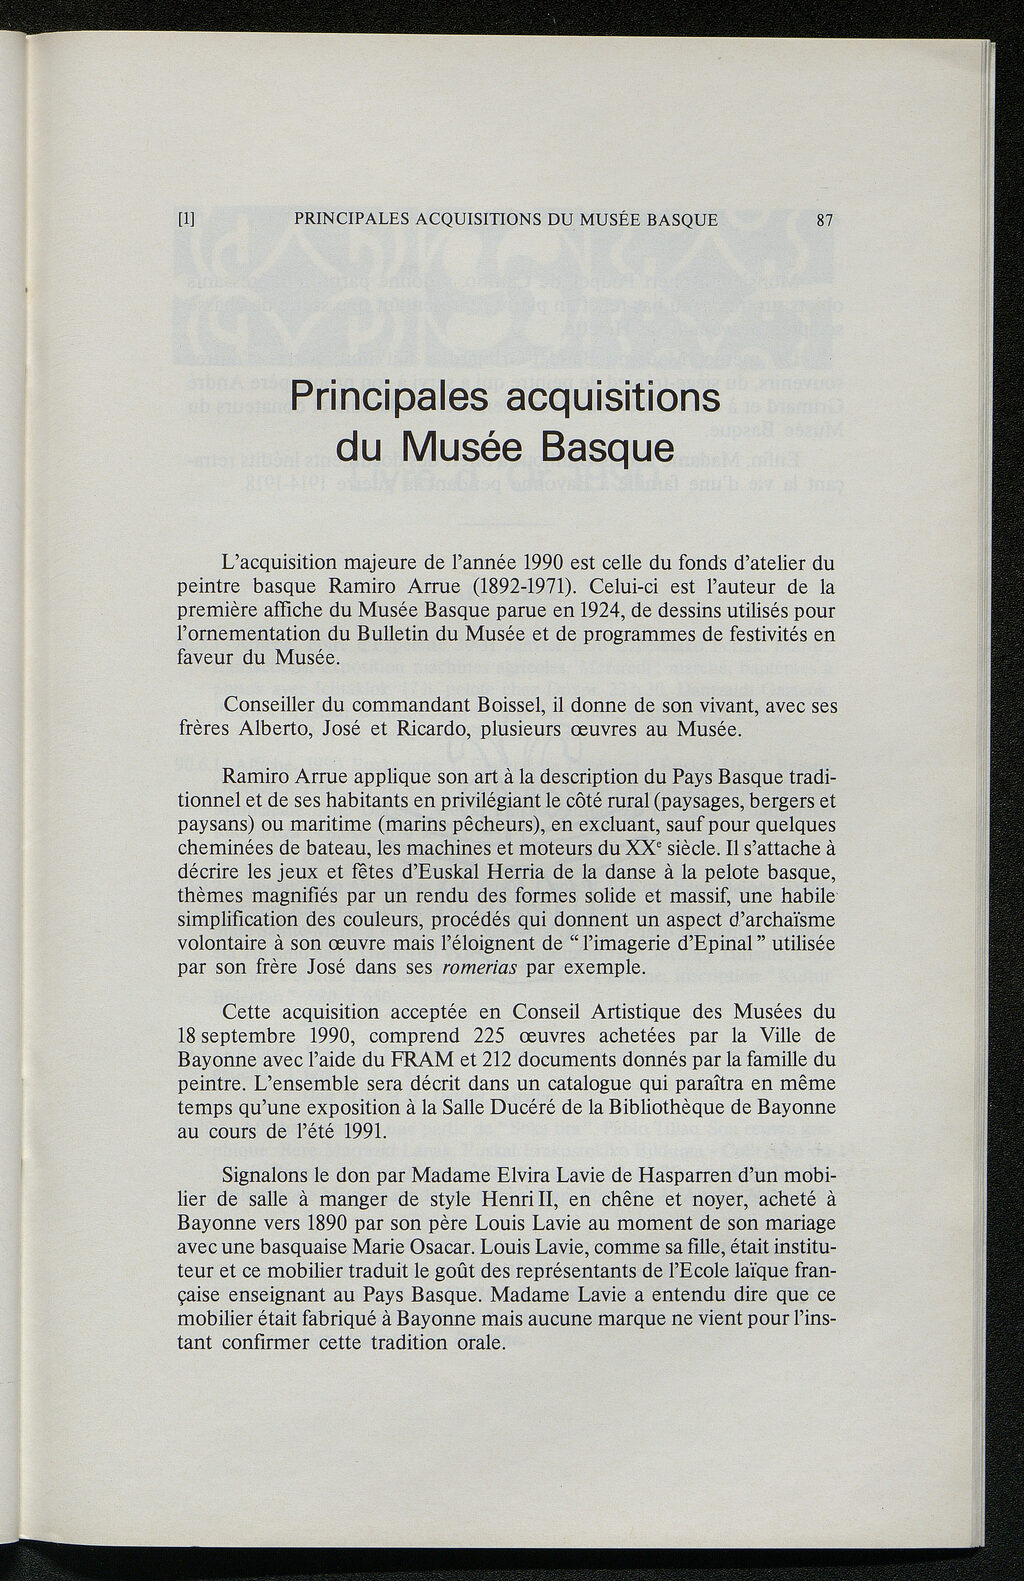 [1] PRINCIPALES ACQUISITIONS DU MUSÉE BASQUE 87
Principales acquisitions
du Musée Basque
L'acquisition majeure de l'année 1990 est celle du fonds d'atelier du
peintre basque Ramiro Arrue (1892-1971). Celui-ci est l'auteur de la
première affiche du Musée Basque parue en 1924, de dessins utilisés pour
l'ornementation du Bulletin du Musée et de programmes de festivités en
faveur du Musée.
Conseiller du commandant Boissel, il donne de son vivant, avec ses
frères Alberto, José et Ricardo, plusieurs œuvres au Musée.
Ramiro Arrue applique son art à la description du Pays Basque tradi-
tionnel et de ses habitants en privilégiant le côté rural (paysages, bergers et
paysans) ou maritime (marins pêcheurs), en excluant, sauf pour quelques
cheminées de bateau, les machines et moteurs du XXe siècle. Il s'attache à
décrire les jeux et fêtes d'Euskal Herria de la danse à la pelote basque,
thèmes magnifiés par un rendu des formes solide et massif, une habile
simplification des couleurs, procédés qui donnent un aspect d'archaïsme
volontaire à son œuvre mais l'éloignent de “l'imagerie d'Epinal” utilisée
par son frère José dans ses romerias par exemple.
Cette acquisition acceptée en Conseil Artistique des Musées du
18 septembre 1990, comprend 225 œuvres achetées par la Ville de
Bayonne avec l'aide du FRAM et 212 documents donnés par la famille du
peintre. L'ensemble sera décrit dans un catalogue qui paraîtra en même
temps qu'une exposition à la Salle Ducéré de la Bibliothèque de Bayonne
au cours de l'été 1991.
Signalons le don par Madame Elvira Lavie de Hasparren d'un mobi-
lier de salle à manger de style Henri II, en chêne et noyer, acheté à
Bayonne vers 1890 par son père Louis Lavie au moment de son mariage
avec une basquaise Marie Osacar. Louis Lavie, comme sa fille, était institu-
teur et ce mobilier traduit le goût des représentants de l'Ecole laïque fran-
çaise enseignant au Pays Basque. Madame Lavie a entendu dire que ce
mobilier était fabriqué à Bayonne mais aucune marque ne vient pour l'ins-
tant confirmer cette tradition orale.